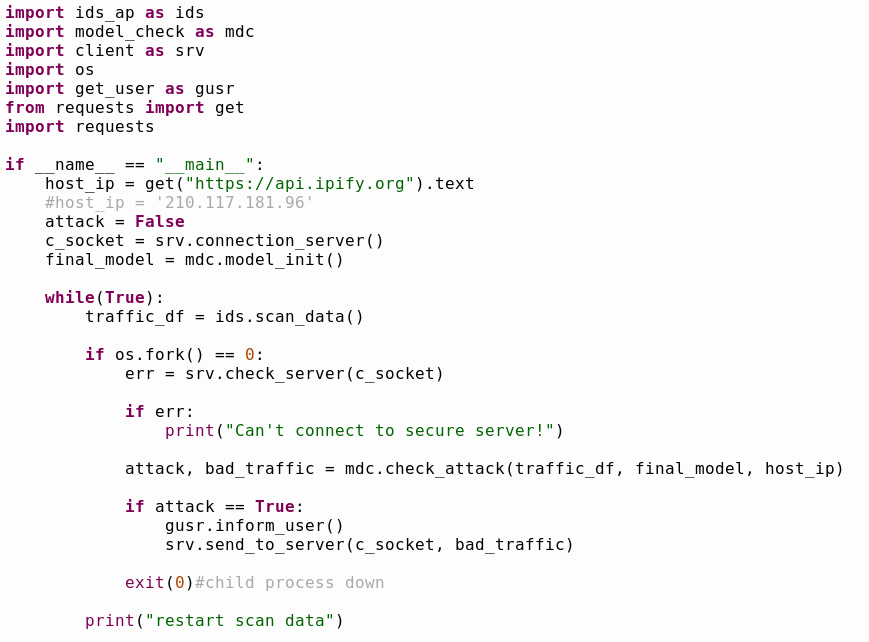 import ids_ap as ids
import model_check as mdc
import client as srv
import os
import get_user as gusr
from requests import get
import requests

if __name__ == "__main__":
    host_ip = get("https://api.ipify.org").text
    #host_ip = '210.117.181.96'
    attack = False
    c_socket = srv.connection_server()
    final_model = mdc.model_init()

    while(True):
        traffic_df = ids.scan_data()

        if os.fork() == 0:
            err = srv.check_server(c_socket)

            if err:
                print("Can't connect to secure server!")

            attack, bad_traffic = mdc.check_attack(traffic_df, final_model, host_ip)

            if attack == True:
                gusr.inform_user()
                srv.send_to_server(c_socket, bad_traffic)

            exit(0)#child process down

        print("restart scan data")